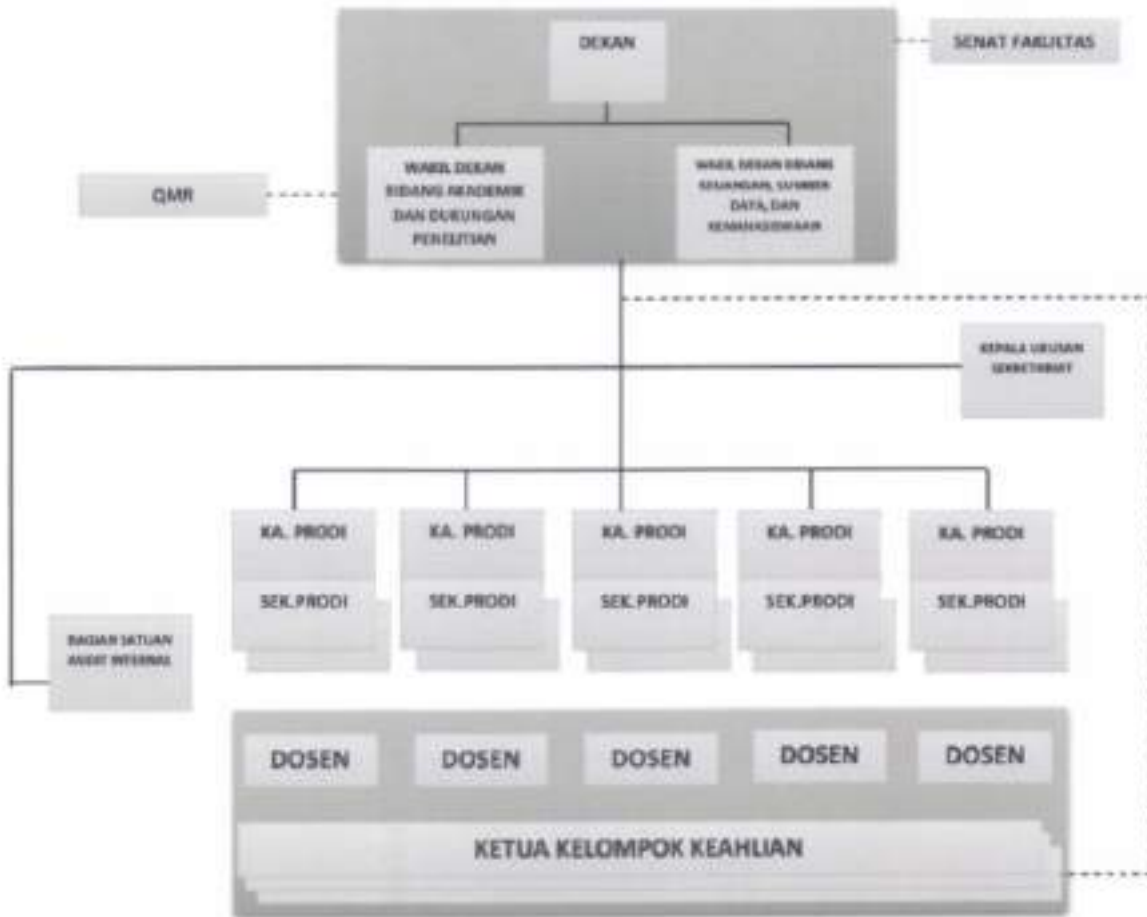 DEKAN
SENAT FAKULTAS
WAKIL DEKAN
BIDANG AKADEMIK
DAN DUKUNGAN
PENELITIAN
WAKIL DEKAN BIDANG
KEUANGAN, SUMBER
DATA, DAN
KEMAHASISWAAN
QMR
KEPALA URUSAN
SEKRETARIAT
KA. PRODI
KA. PRODI
KA. PRODI
KA. PRODI
KA. PRODI
SEK.PRODI
SEK.PRODI
SEK.PRODI
SEK.PRODI
SEK.PRODI
BAGIAN SATUAN
AUDIT INTERNAL
DOSEN
DOSEN
DOSEN
DOSEN
DOSEN
KETUA KELOMPOK KEAHLIAN